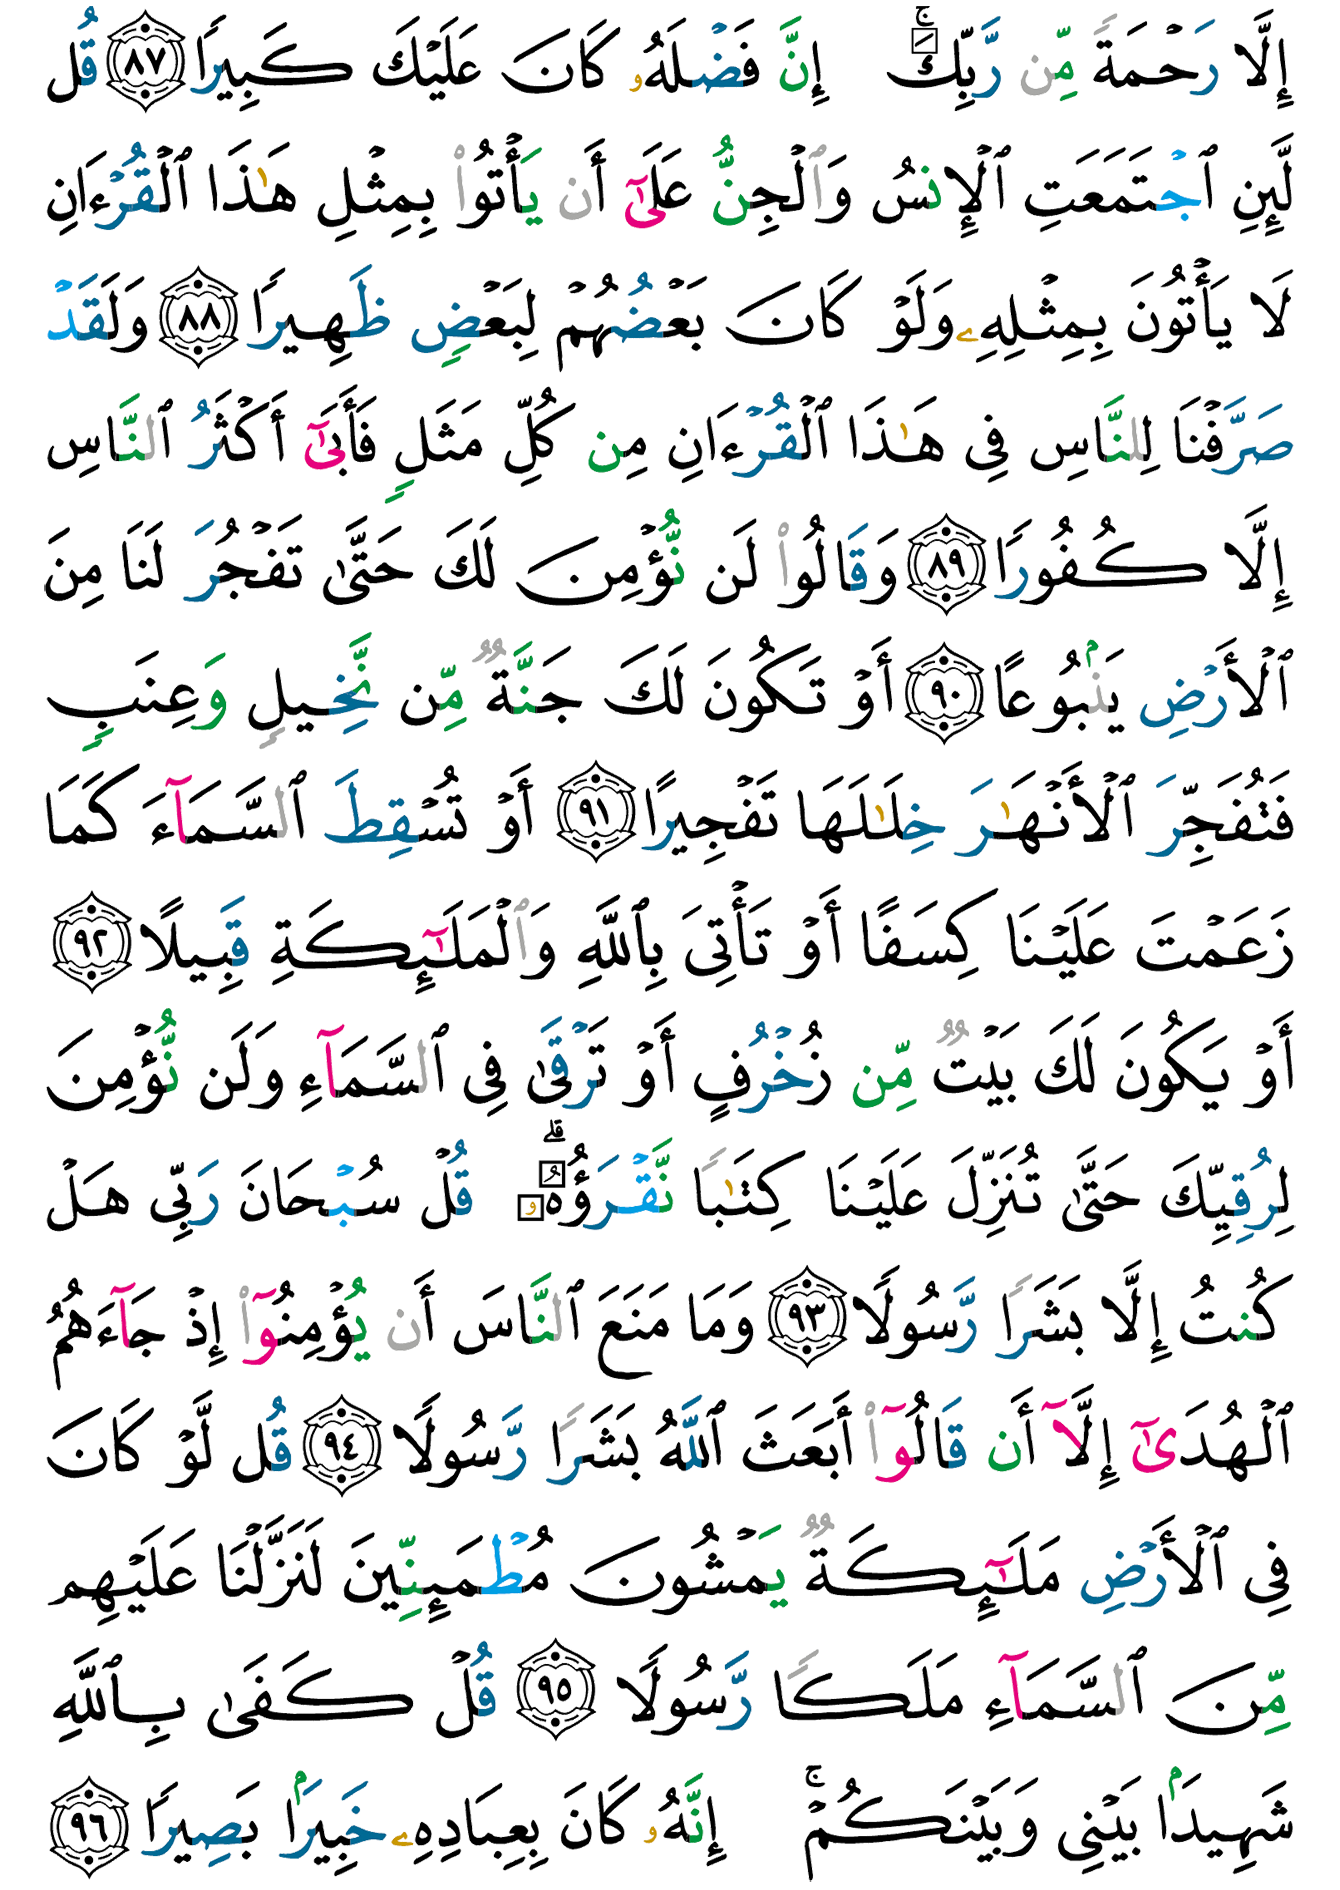 إِلَّا رَحْمَةً مِّن رَّبِّكَ ۚ إِنَّ فَضْلَهُۥ كَانَ عَلَيْكَ كَبِيرًا ٨٧ قُل
لَّئِنِ ٱجْتَمَعَتِ ٱلْإِنسُ وَٱلْجِنُّ عَلَىٰٓ أَن يَأْتُوا۟ بِمِثْلِ هَـٰذَا ٱلْقُرْءَانِ
لَا يَأْتُونَ بِمِثْلِهِۦ وَلَوْ كَانَ بَعْضُهُمْ لِبَعْضٍ ظَهِيرًا ٨٨ وَلَقَدْ
صَرَّفْنَا لِلنَّاسِ فِى هَـٰذَا ٱلْقُرْءَانِ مِن كُلِّ مَثَلٍ فَأَبَىٰٓ أَكْثَرُ ٱلنَّاسِ
إِلَّا كُفُورًا ٨٩ وَقَالُوا۟ لَن نُّؤْمِنَ لَكَ حَتَّىٰ تَفْجُرَ لَنَا مِنَ
ٱلْأَرْضِ يَنۢبُوعًا ٩٠ أَوْ تَكُونَ لَكَ جَنَّةٌ مِّن نَّخِيلٍ وَعِنَبٍ
فَتُفَجِّرَ ٱلْأَنْهَـٰرَ خِلَـٰلَهَا تَفْجِيرًا ٩١ أَوْ تُسْقِطَ ٱلسَّمَآءَ كَمَا
زَعَمْتَ عَلَيْنَا كِسَفًا أَوْ تَأْتِىَ بِٱللَّهِ وَٱلْمَلَـٰٓئِكَةِ قَبِيلًا ٩٢
أَوْ يَكُونَ لَكَ بَيْتٌ مِّن زُخْرُفٍ أَوْ تَرْقَىٰ فِى ٱلسَّمَآءِ وَلَن نُّؤْمِنَ
لِرُقِيِّكَ حَتَّىٰ تُنَزِّلَ عَلَيْنَا كِتَـٰبًا نَّقْرَؤُهُۥ ۗ قُلْ سُبْحَانَ رَبِّى هَلْ
كُنتُ إِلَّا بَشَرًا رَّسُولًا ٩٣ وَمَا مَنَعَ ٱلنَّاسَ أَن يُؤْمِنُوٓا۟ إِذْ جَآءَهُمُ
ٱلْهُدَىٰٓ إِلَّآ أَن قَالُوٓا۟ أَبَعَثَ ٱللَّهُ بَشَرًا رَّسُولًا ٩٤ قُل لَّوْ كَانَ
فِى ٱلْأَرْضِ مَلَـٰٓئِكَةٌ يَمْشُونَ مُطْمَئِنِّينَ لَنَزَّلْنَا عَلَيْهِم
مِّنَ ٱلسَّمَآءِ مَلَكًا رَّسُولًا ٩٥ قُلْ كَفَىٰ بِٱللَّهِ
شَهِيدًۢا بَيْنِى وَبَيْنَكُمْ ۚ إِنَّهُۥ كَانَ بِعِبَادِهِۦ خَبِيرًۢا بَصِيرًا ٩٦